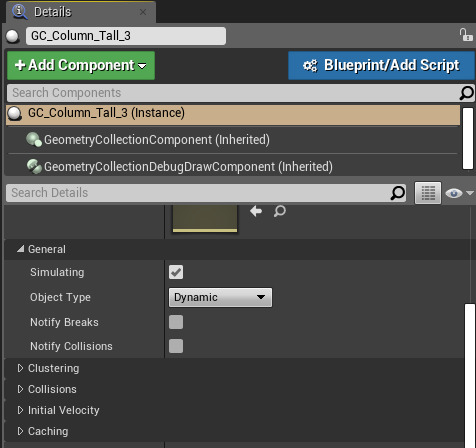 Details
GC_Column_Tall_3
+ Add Component
Blueprint/Add Script
Search Components
GC_Column_Tall_3 (Instance)
GeometryCollectionComponent (Inherited)
GeometryCollectionDebugDrawComponent (Inherited)
Search Details
General
Simulating
Object Type
Dynamic
Notify Breaks
Notify Collisions
Clustering
Collisions
Initial Velocity
Caching